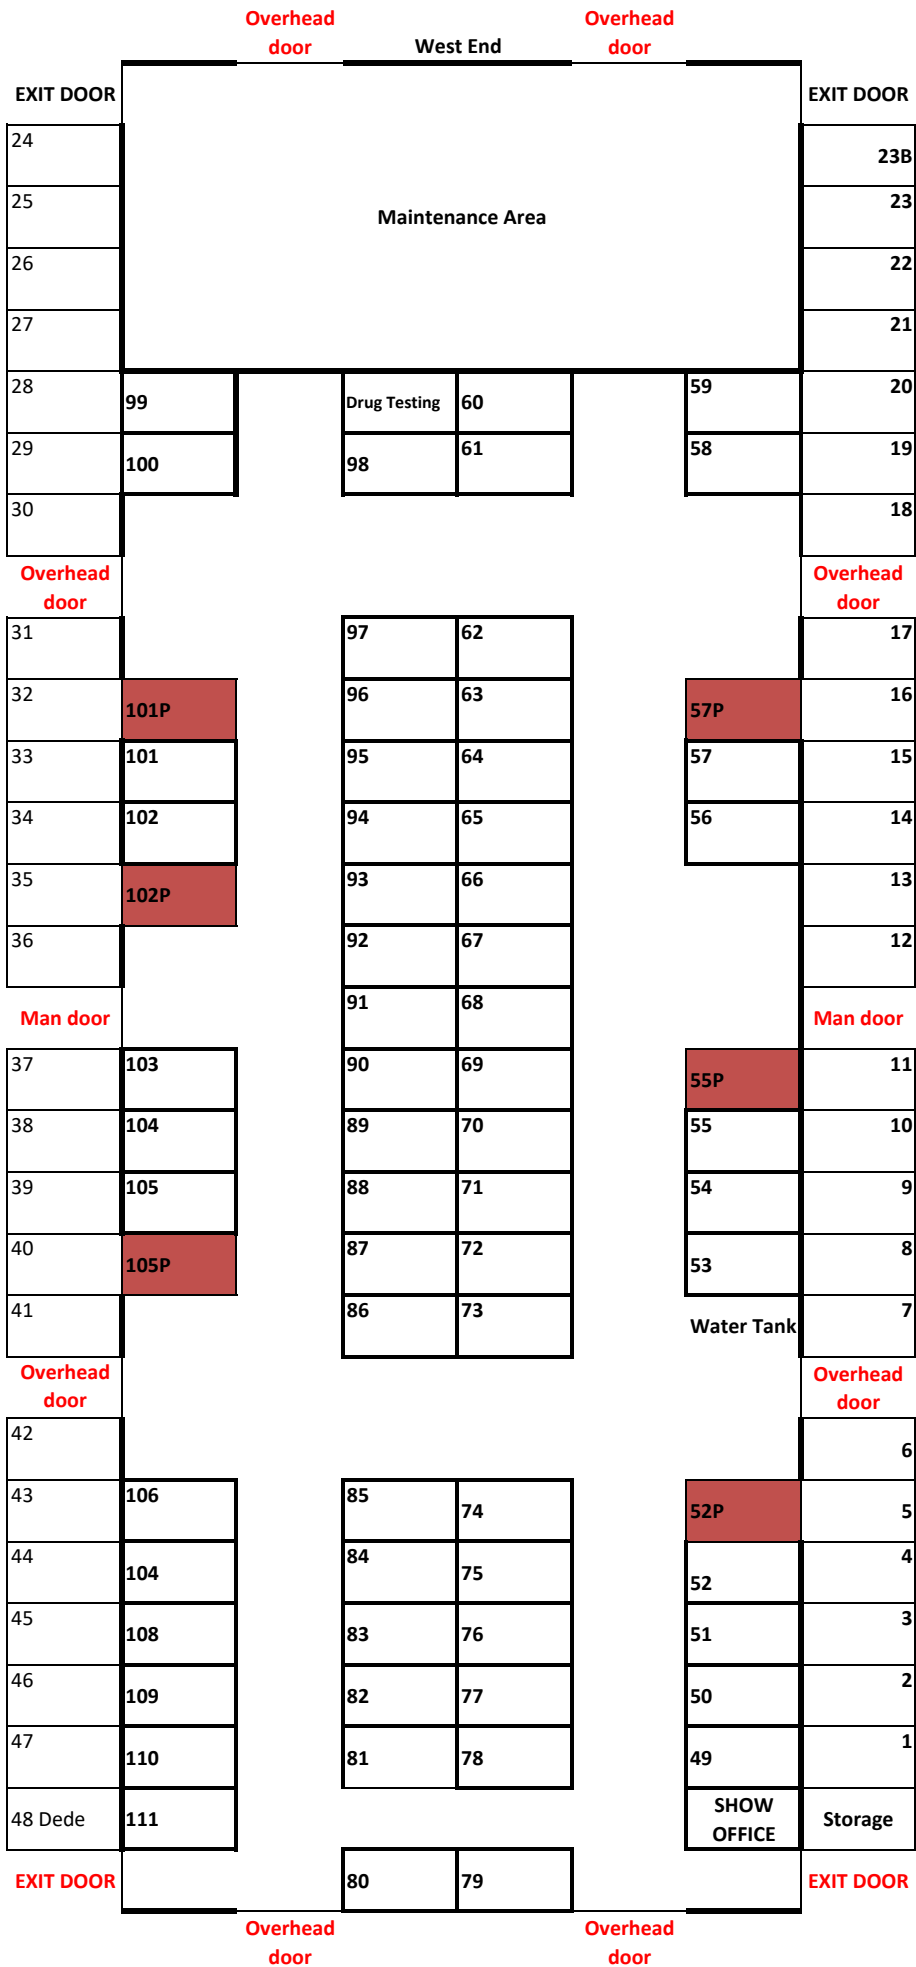 Overhead door West End Overhead door
EXIT DOOR EXIT DOOR
24 23B
25 Maintenance Area 23
26 22
27 21
28 99 Drug Testing 60 59 20
29 100 98 61 58 19
30 18
Overhead door Overhead door
31 97 62 17
32 101P 96 63 57P 16
33 101 95 64 57 15
34 102 94 65 56 14
35 102P 93 66 13
36 92 67 12
Man door 91 68 Man door
37 103 90 69 55P 11
38 104 89 70 55 10
39 105 88 71 54 9
40 105P 87 72 53 8
41 86 73 Water Tank 7
Overhead door Overhead door
42 6
43 106 85 74 52P 5
44 104 84 75 52 4
45 108 83 76 51 3
46 109 82 77 50 2
47 110 81 78 49 1
48 Dede 111 SHOW OFFICE Storage
EXIT DOOR 80 79 EXIT DOOR
Overhead door Overhead door